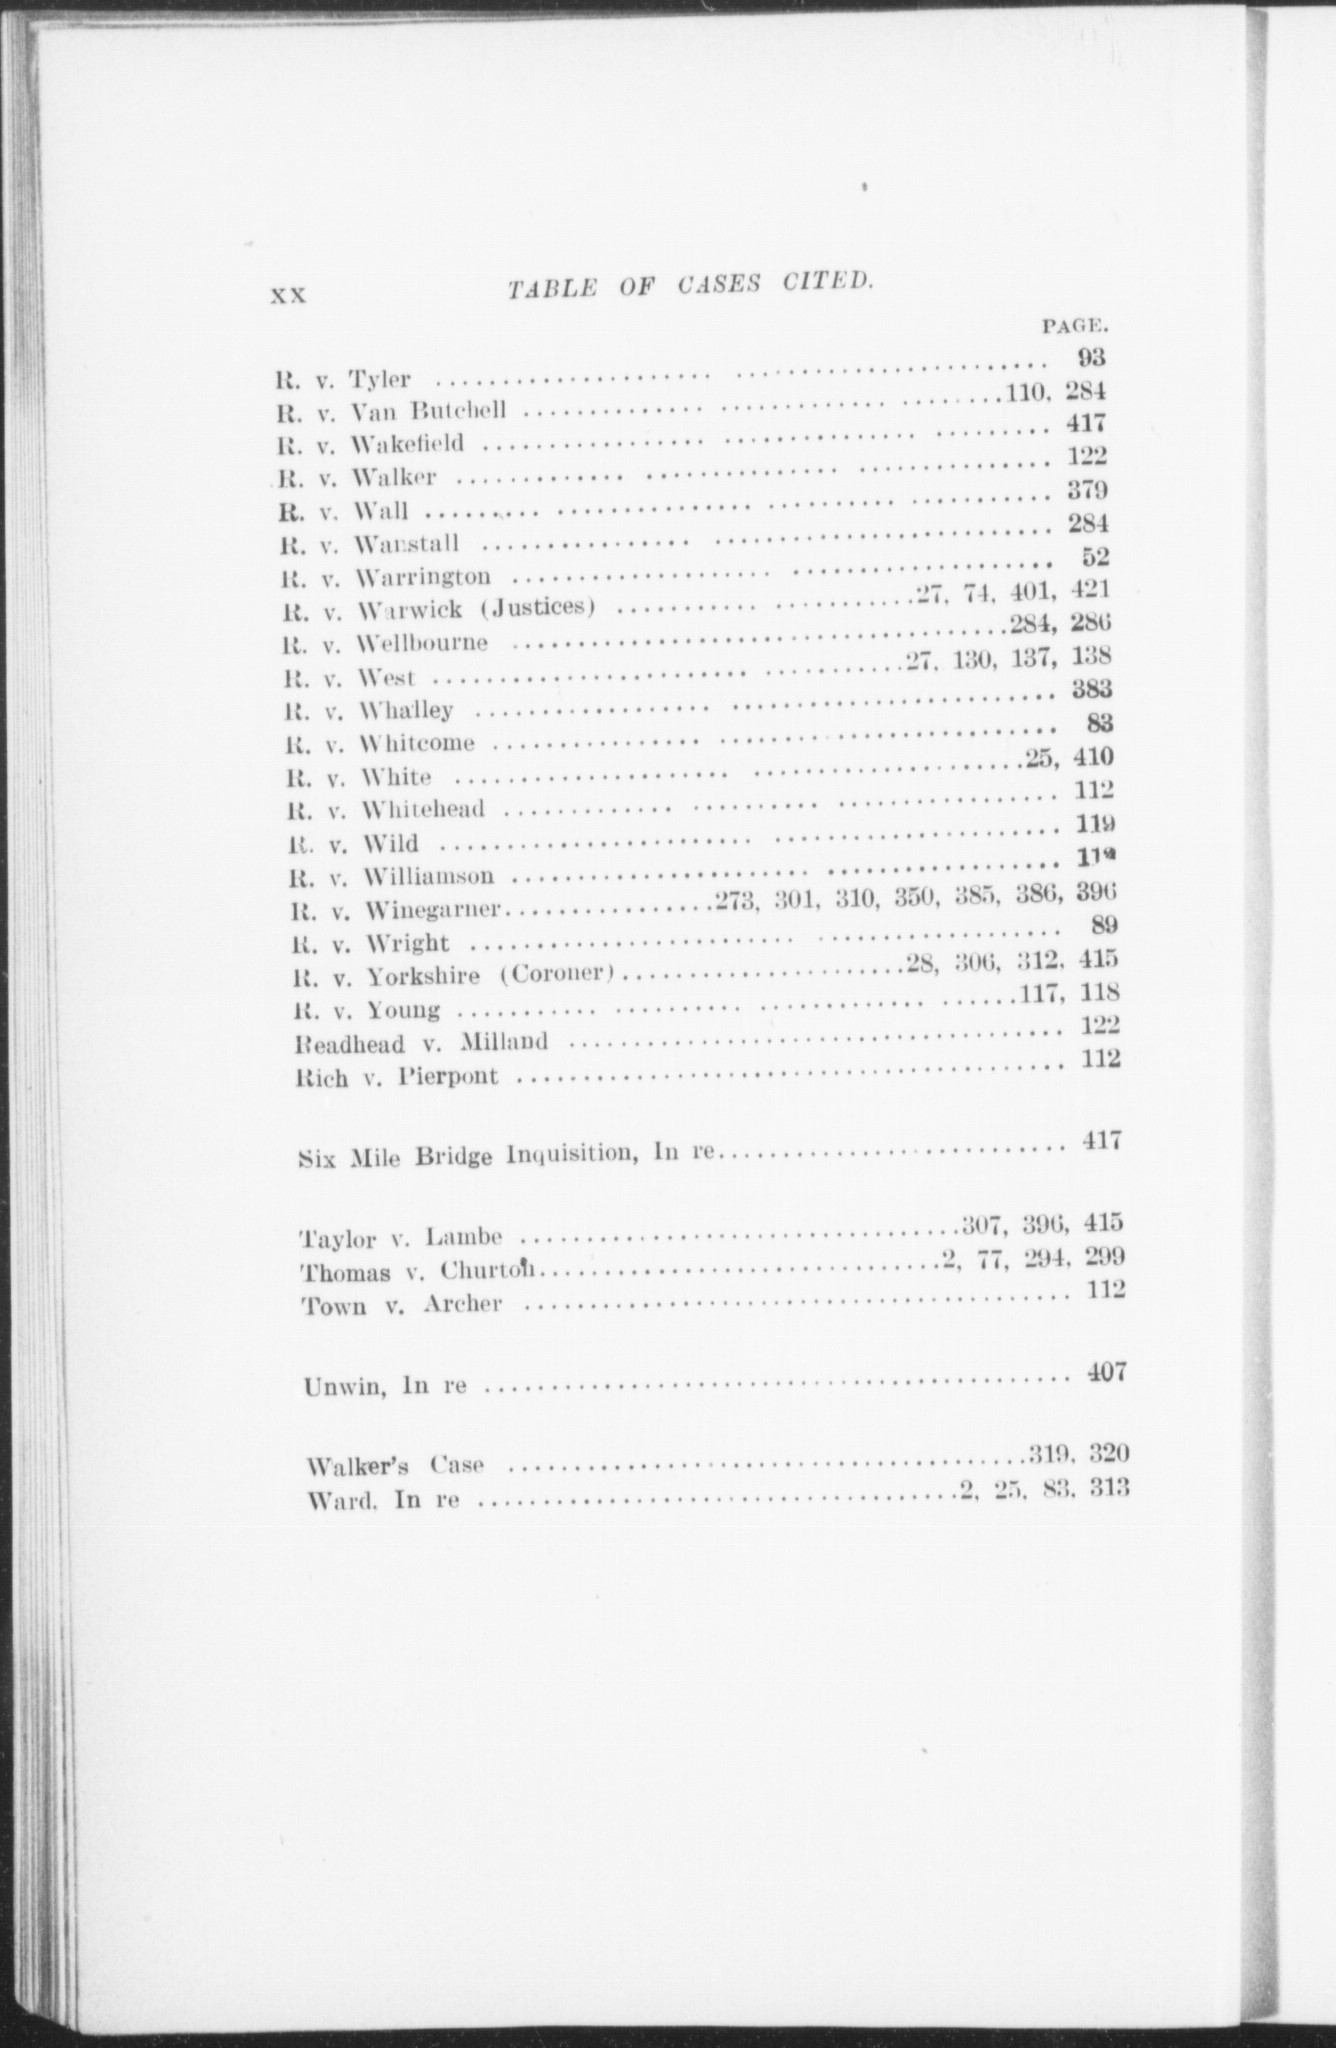 xx TABLE OF CASES CITED.
PAGE.
R. v. Tyler ........................................ 93
R. v. Van Butchell ........................................110, 284
R. v. Wakefield ........................................ 417
R. v. Walker ........................................ 122
R. v. Wall ........................................ 379
R. v. Wanstall ........................................ 284
R. v. Warrington ........................................ 52
R. v. Warwick (Justices) ......................27, 74, 401, 421
R. v. Wellbourne ......................................284, 286
R. v. West ....................................27, 130, 137, 138
R. v. Whalley ........................................ 383
R. v. Whitcome ........................................ 83
R. v. White ........................................25, 410
R. v. Whitehead ........................................ 112
R. v. Wild ........................................ 119
R. v. Williamson ........................................
R. v. Winegarner................273, 301, 310, 350, 385, 386, 396
R. v. Wright ........................................ 89
R. v. Yorkshire (Coroner)......................28, 306, 312, 415
R. v. Young ........................................117, 118
Readhead v. Milland ...................................... 122
Rich v. Pierpont ........................................ 112
Six Mile Bridge Inquisition, In re........................... 417
Taylor v. Lambe ..................................307, 396, 415
Thomas v. Churton...............................2, 77, 294, 299
Town v. Archer .......................................... 112
Unwin, In re ............................................. 407
Walker's Case ........................................319, 320
Ward, In re .....................................2, 25, 83, 313